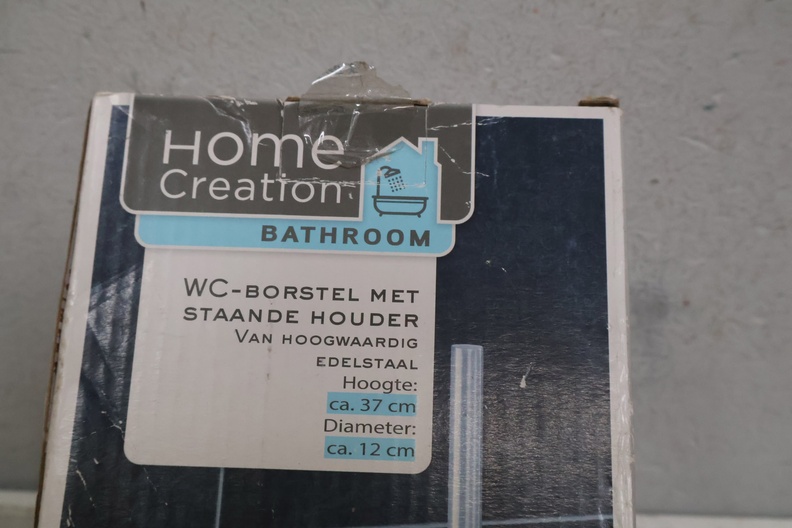 Home
Creation
BATHROOM
WC-BORSTEL MET
STAANDE HOUDER
VAN HOOGWAARDIG
EDELSTAAL
Hoogte:
ca. 37 cm
Diameter:
ca. 12 cm